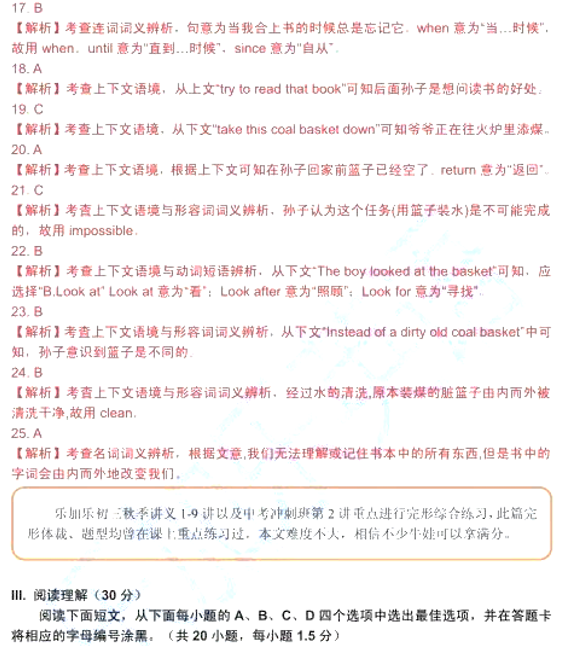 17. B
【解析】考查连词词义辨析，句意为当我合上书的时候总是忘记它．when 意为“当…时候”，
故用 when．until 意为“直到…时候”，since 意为“自从”．
18. A
【解析】考查上下文语境，从上文“try to read that book”可知后面孙子是想问读书的好处．
19. C
【解析】考查上下文语境，从下文“take this coal basket down”可知爷爷正在往火炉里添煤。
20. A
【解析】考查上下文语境，根据上下文可知在孙子回家前篮子已经空了．return 意为“返回”．
21. C
【解析】考查上下文语境与形容词词义辨析，孙子认为这个任务(用篮子装水)是不可能完成
的，故用 impossible．
22. B
【解析】考查上下文语境与动词短语辨析，从下文“The boy looked at the basket”可知，应
选择“B.Look at” Look at 意为“看”；Look after 意为“照顾”；Look for 意为“寻找”．
23. B
【解析】考查上下文语境与形容词词义辨析，从下文“Instead of a dirty old coal basket”中可
知，孙子意识到篮子是不同的．
24. B
【解析】考查上下文语境与形容词词义辨析，经过水的清洗,原本装煤的脏篮子由内而外被
清洗干净,故用 clean．
25. A
【解析】考查名词词义辨析，根据文意,我们无法理解或记住书本中的所有东西,但是书中的
字词会由内而外地改变我们。
乐加乐初三秋季讲义 1-9 讲以及中考冲刺班第 2 讲重点进行完形综合练习，此篇完
形体裁、题型均曾在课上重点练习过，本文难度不大，相信不少牛娃可以拿满分。
III. 阅读理解（30 分）
阅读下面短文，从下面每小题的 A、B、C、D 四个选项中选出最佳选项，并在答题卡
将相应的字母编号涂黑。（共 20 小题，每小题 1.5 分）